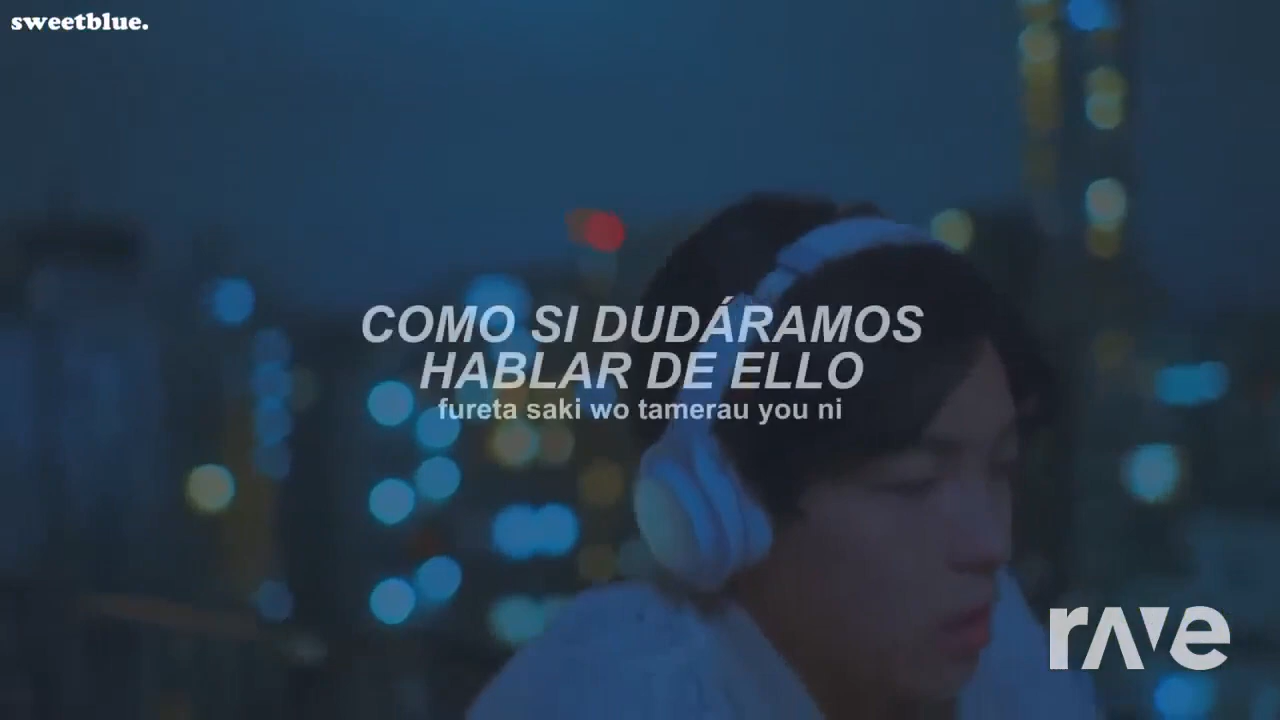 sweetblue.
COMO SI DUDÁRAMOS
HABLAR DE ELLO
fureta saki wo tamerau you ni
rave